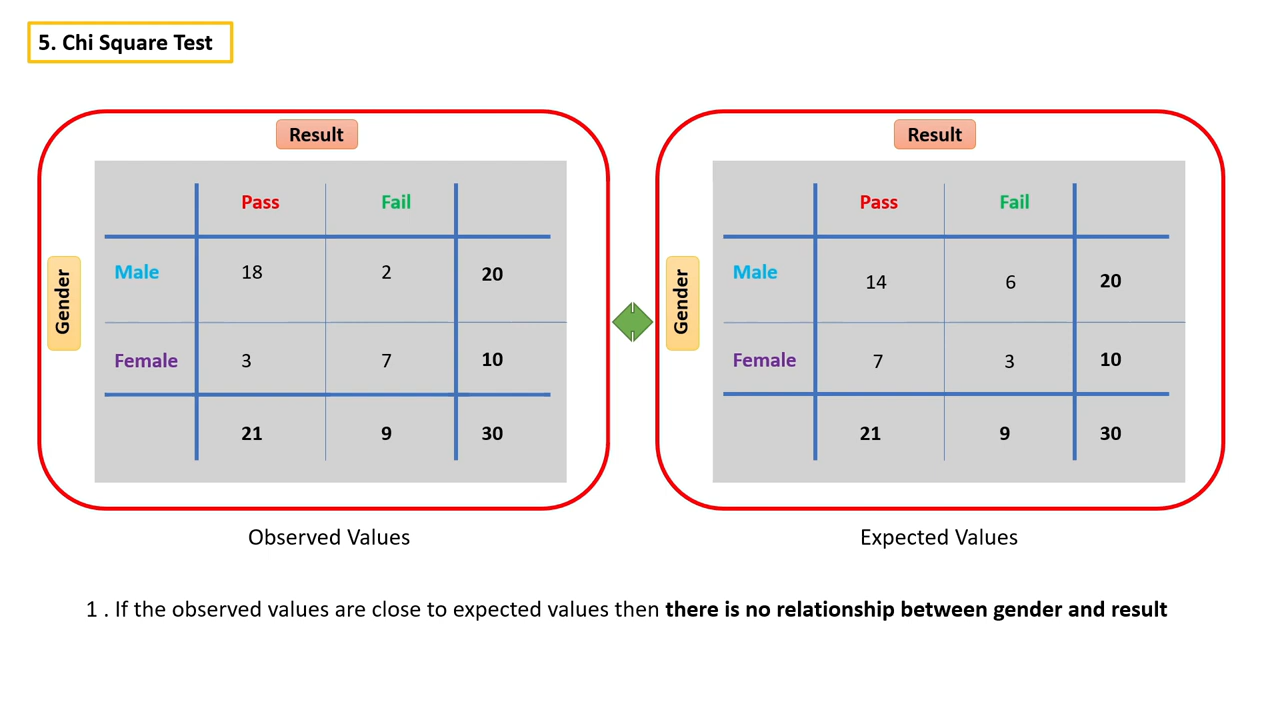 5. Chi Square Test
Result
Pass Fail
Male 18 2 20
Gender
Female 3 7 10
21 9 30
Observed Values
Result
Pass Fail
Male 14 6 20
Gender
Female 7 3 10
21 9 30
Expected Values
1 . If the observed values are close to expected values then there is no relationship between gender and result